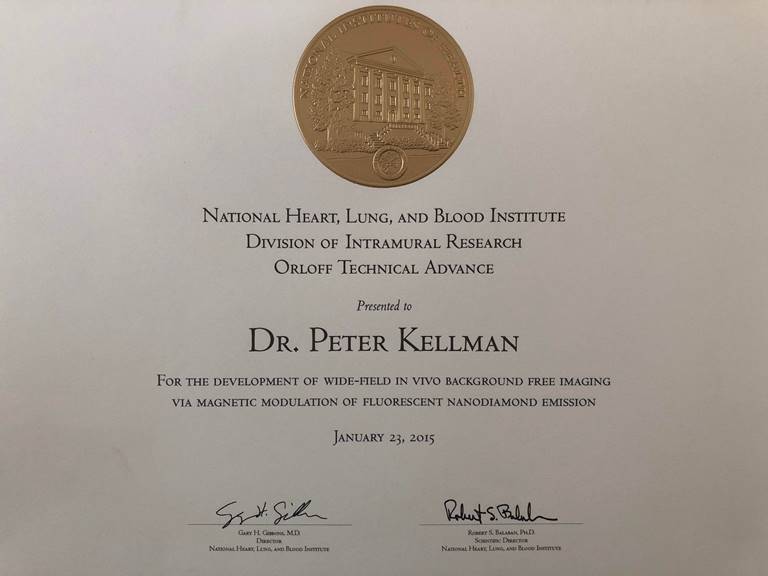 NATIONAL INSTITUTES OF HEALTH
NATIONAL HEART, LUNG, AND BLOOD INSTITUTE
DIVISION OF INTRAMURAL RESEARCH
ORLOFF TECHNICAL ADVANCE
Presented to
DR. PETER KELLMAN
FOR THE DEVELOPMENT OF WIDE-FIELD IN VIVO BACKGROUND FREE IMAGING
VIA MAGNETIC MODULATION OF FLUORESCENT NANODIAMOND EMISSION
JANUARY 23, 2015
GARY H. GIBBONS, M.D.
DIRECTOR
NATIONAL HEART, LUNG, AND BLOOD INSTITUTE
Robert S. Balaban
ROBERT S. BALABAN, PH.D.
SCIENTIFIC DIRECTOR
NATIONAL HEART, LUNG, AND BLOOD INSTITUTE